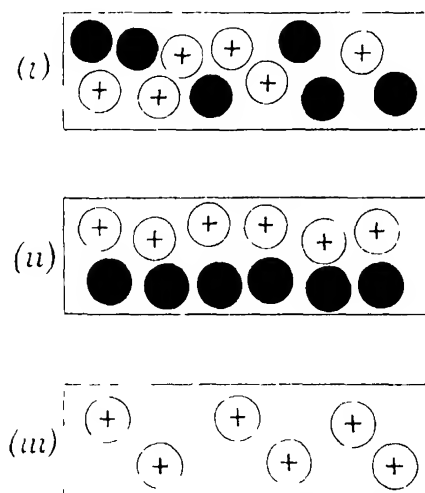 (i)
+ + +
+ + +
(ii)
+ + + + + +
(iii)
+ + +
+ + +